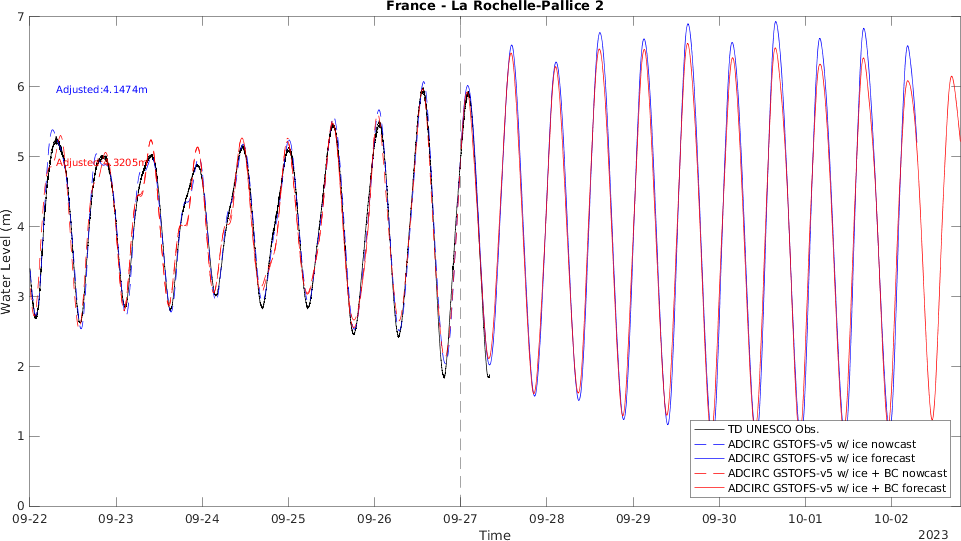 France - La Rochelle-Pallice 2
7
6
5
4
3
2
1
0
Water Level (m)
Adjusted:4.1474m
Adjusted: .3205m
TD UNESCO Obs.
ADCIRC GSTOFS-v5 w/ ice nowcast
ADCIRC GSTOFS-v5 w/ ice forecast
ADCIRC GSTOFS-v5 w/ ice + BC nowcast
ADCIRC GSTOFS-v5 w/ ice + BC forecast
09-22 09-23 09-24 09-25 09-26 09-27 09-28 09-29 09-30 10-01 10-02
Time
2023